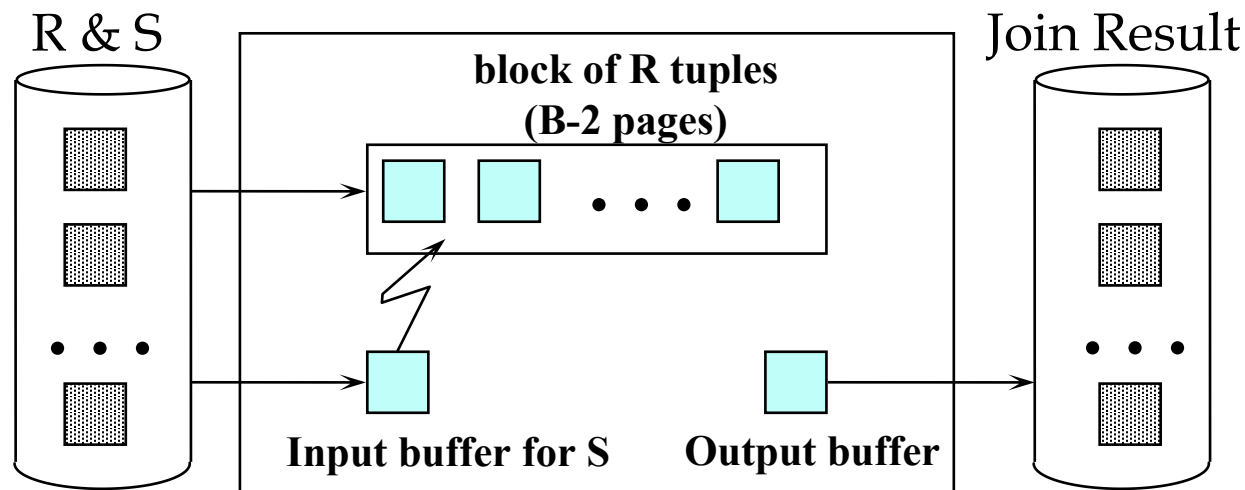 R & S
Join Result
block of R tuples
(B-2 pages)
Input buffer for S
Output buffer